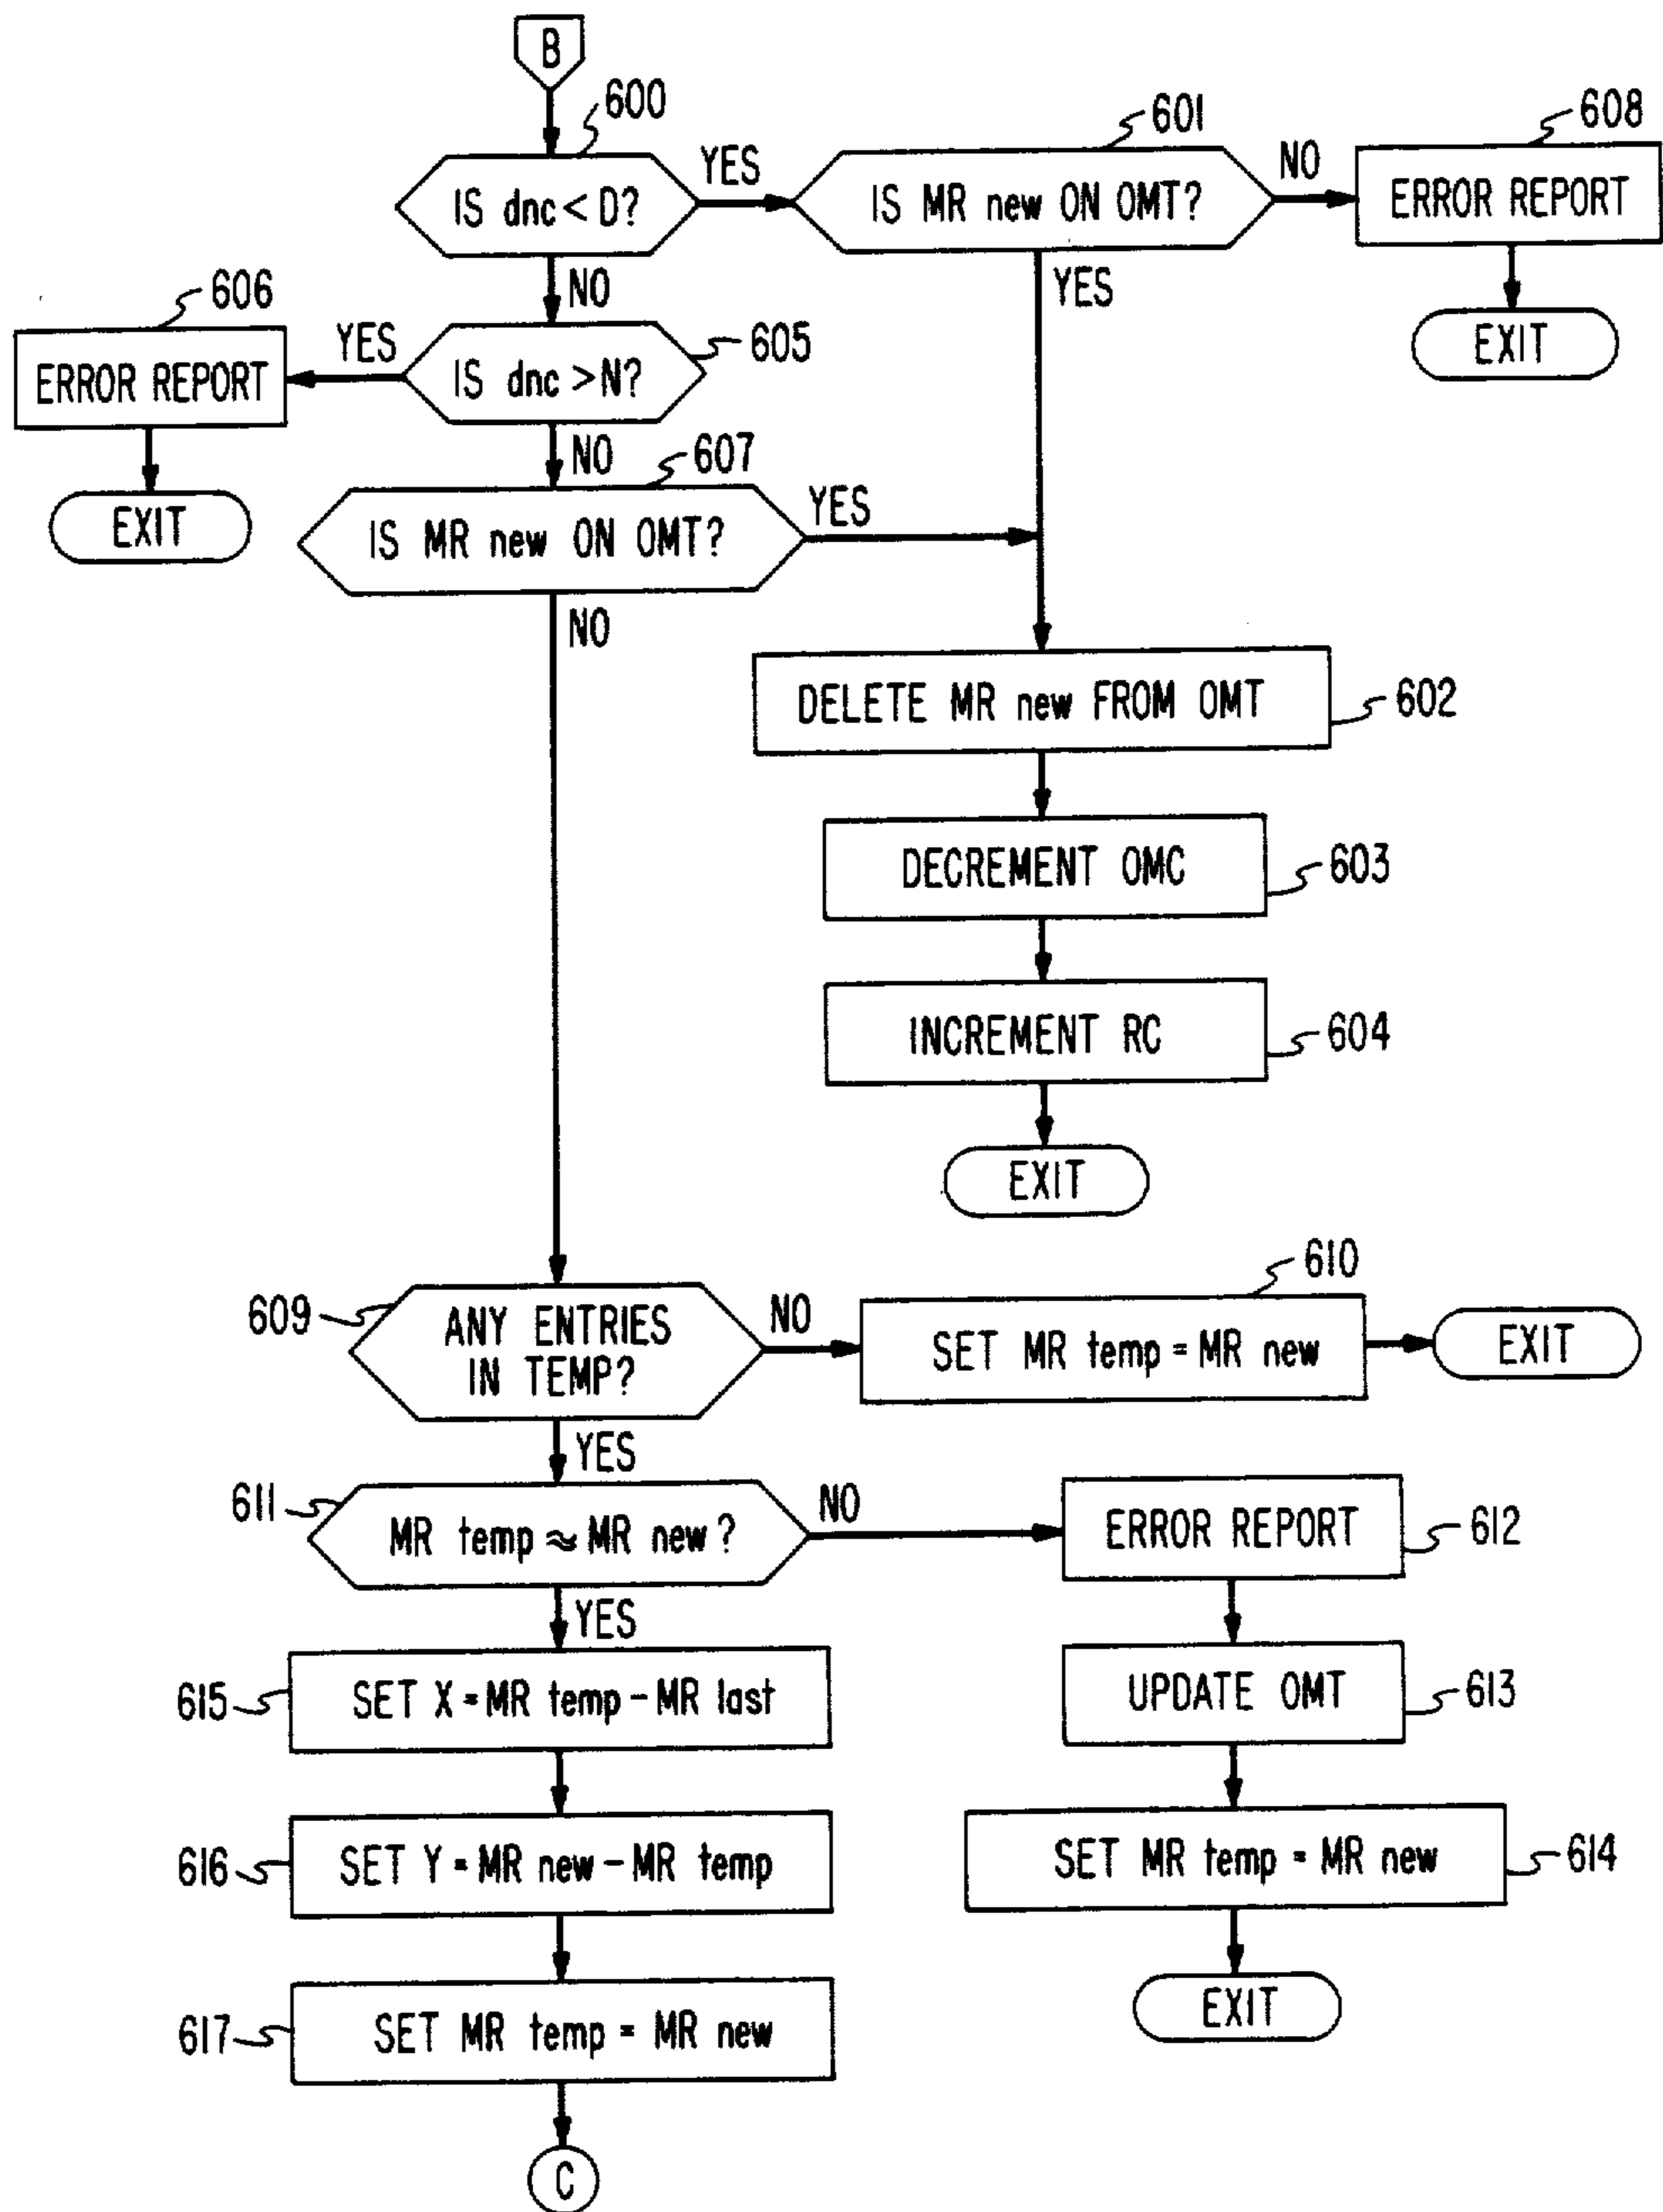 B
600
IS dnc < D?
YES
601
IS MR new ON OMT?
NO
608
ERROR REPORT
EXIT
NO
YES
606
ERROR REPORT
YES
IS dnc > N?
605
EXIT
NO
607
IS MR new ON OMT?
YES
NO
DELETE MR new FROM OMT
602
DECREMENT OMC
603
INCREMENT RC
604
EXIT
609
ANY ENTRIES
IN TEMP?
NO
610
SET MR temp = MR new
EXIT
YES
611
MR temp ≈ MR new ?
NO
ERROR REPORT
612
YES
615
SET X = MR temp – MR last
UPDATE OMT
613
616
SET Y = MR new – MR temp
SET MR temp = MR new
614
617
SET MR temp = MR new
EXIT
C